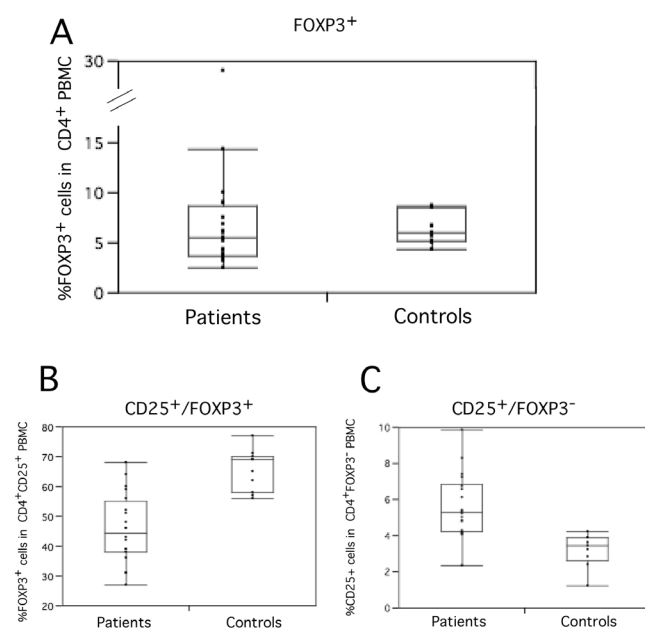 A
FOXP3⁺
%FOXP3⁺ cells in CD4⁺ PBMC
30
15
10
5
0
Patients Controls
B
CD25⁺/FOXP3⁺
%FOXP3⁺ cells in CD4⁺CD25⁺ PBMC
80
70
60
50
40
30
20
Patients Controls
C
CD25⁺/FOXP3⁻
%CD25+ cells in CD4⁺FOXP3⁻ PBMC
10
8
6
4
2
0
Patients Controls